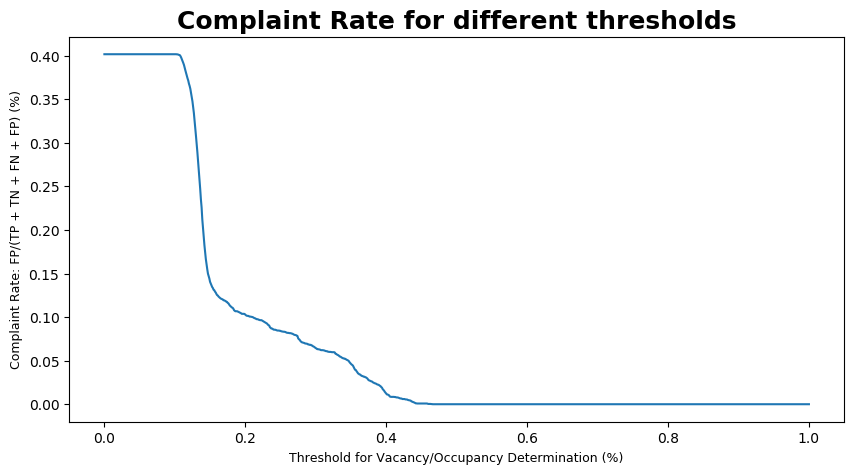 Complaint Rate for different thresholds
Complaint Rate: FP/(TP + TN + FN + FP) (%)
0.40
0.35
0.30
0.25
0.20
0.15
0.10
0.05
0.00
0.0 0.2 0.4 0.6 0.8 1.0
Threshold for Vacancy/Occupancy Determination (%)